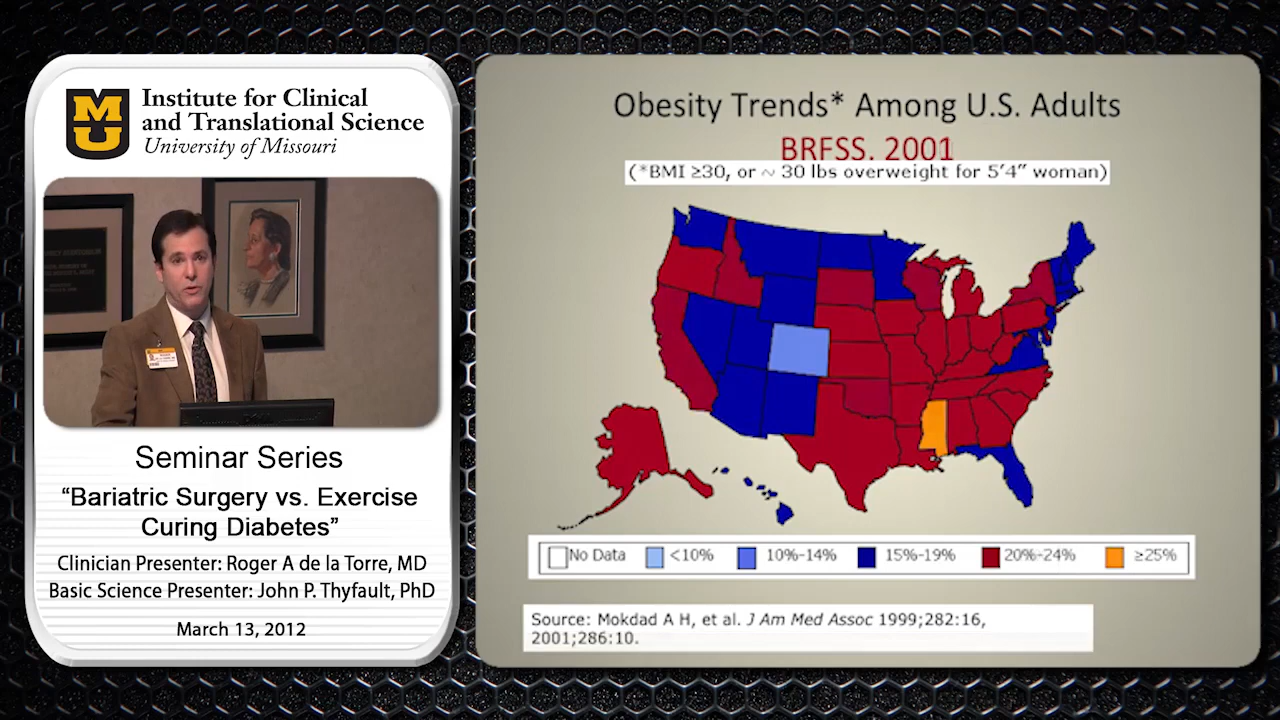 MU
Institute for Clinical
and Translational Science
University of Missouri
Seminar Series
“Bariatric Surgery vs. Exercise
Curing Diabetes”
Clinician Presenter: Roger A de la Torre, MD
Basic Science Presenter: John P. Thyfault, PhD
March 13, 2012
Obesity Trends* Among U.S. Adults
BRFSS, 2001
(*BMI ≥30, or ~ 30 lbs overweight for 5’4” woman)
No Data <10% 10%-14% 15%-19% 20%-24% ≥25%
Source: Mokdad A H, et al. J Am Med Assoc 1999;282:16,
2001;286:10.